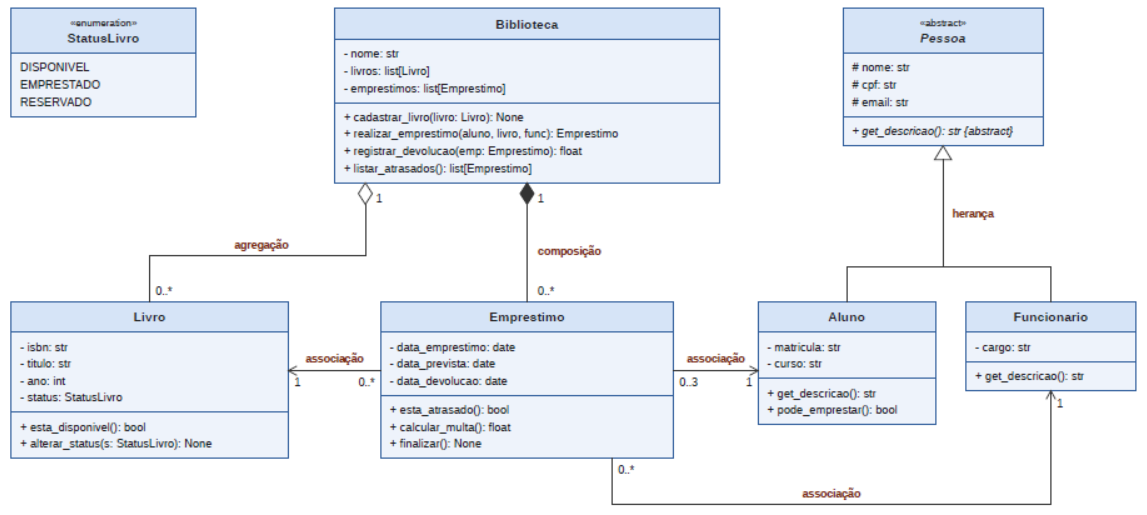 «enumeration»
StatusLivro
DISPONIVEL
EMPRESTADO
RESERVADO
Biblioteca
- nome: str
- livros: list[Livro]
- emprestimos: list[Emprestimo]
+ cadastrar_livro(livro: Livro): None
+ realizar_emprestimo(aluno, livro, func): Emprestimo
+ registrar_devolucao(emp: Emprestimo): float
+ listar_atrasados(): list[Emprestimo]
«abstract»
Pessoa
# nome: str
# cpf: str
# email: str
+ get_descricao(): str {abstract}
1
1
agregação
composição
herança
0..*
0..*
Livro
- isbn: str
- titulo: str
- ano: int
- status: StatusLivro
+ esta_disponivel(): bool
+ alterar_status(s: StatusLivro): None
associação
1
0..*
Emprestimo
- data_emprestimo: date
- data_prevista: date
- data_devolucao: date
+ esta_atrasado(): bool
+ calcular_multa(): float
+ finalizar(): None
associação
0..3
1
Aluno
- matricula: str
- curso: str
+ get_descricao(): str
+ pode_emprestar(): bool
Funcionario
- cargo: str
+ get_descricao(): str
1
0..*
associação